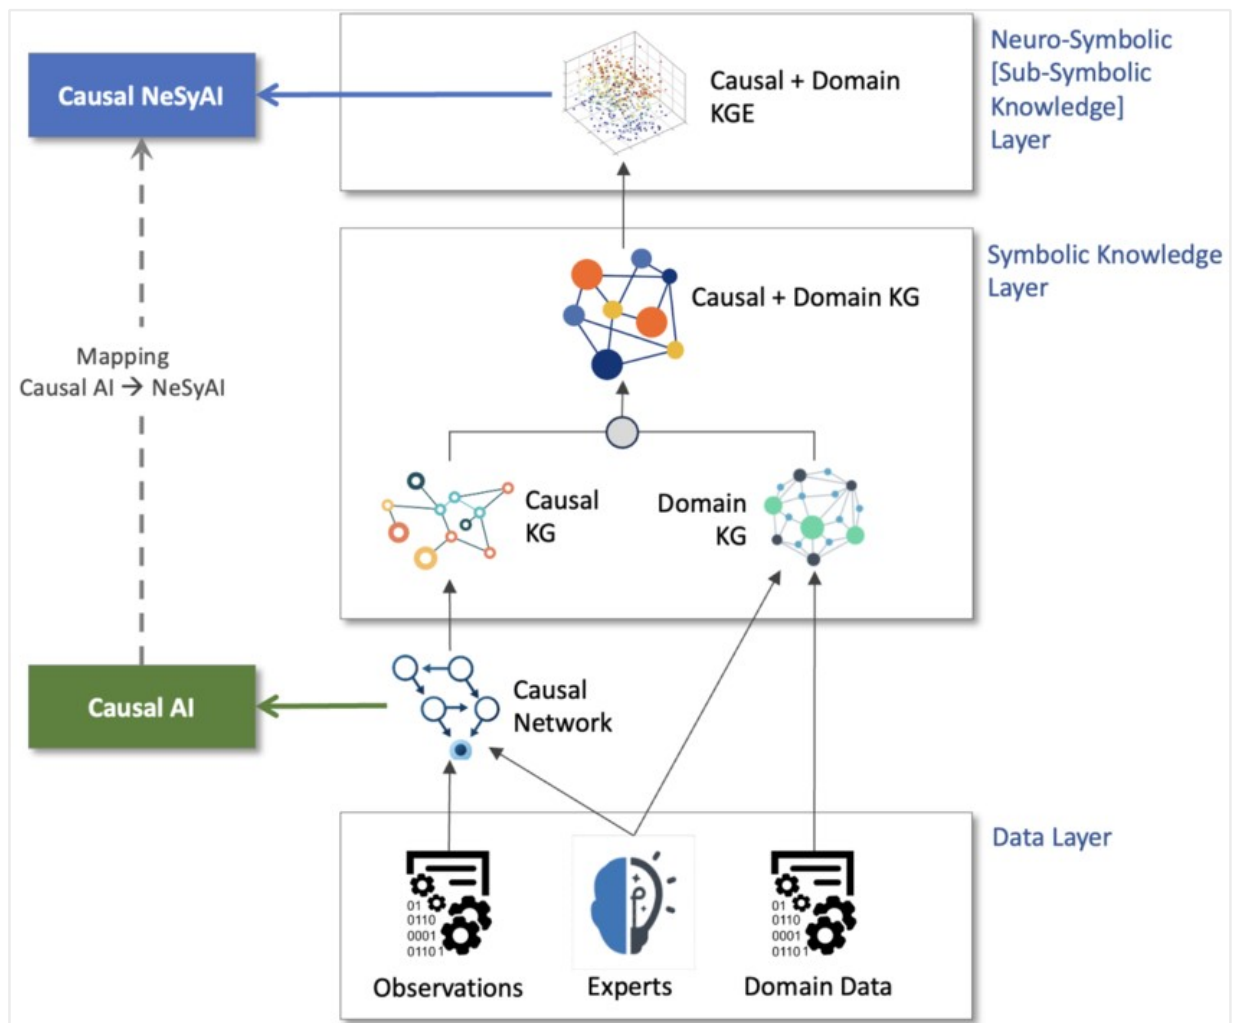 Causal NeSyAI
Causal + Domain
KGE
Neuro-Symbolic
[Sub-Symbolic
Knowledge]
Layer
Symbolic Knowledge
Layer
Causal + Domain KG
Mapping
Causal AI → NeSyAI
Causal
KG
Domain
KG
Causal AI
Causal
Network
Data Layer
01
0110
0001
01101
01
0110
0001
01101
Observations
Experts
Domain Data